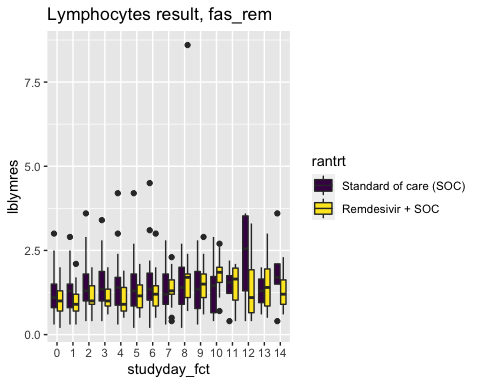 Lymphocytes result, fas_rem
7.5
5.0
2.5
0.0
lblymres
0 1 2 3 4 5 6 7 8 9 10 11 12 13 14
studyday_fct
rantrt
Standard of care (SOC)
Remdesivir + SOC